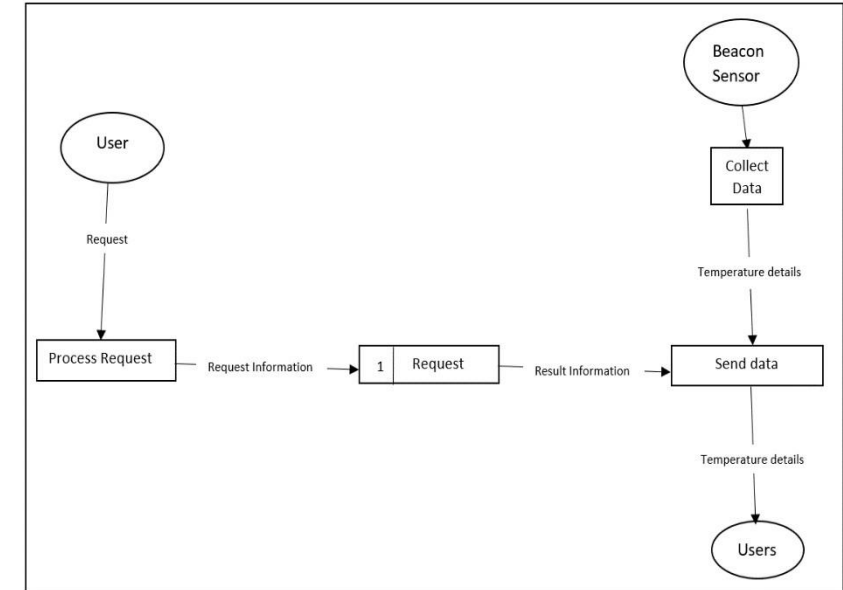 Beacon
Sensor
User
Collect
Data
Request
Temperature details
Process Request
Request Information
1 Request
Result Information
Send data
Temperature details
Users